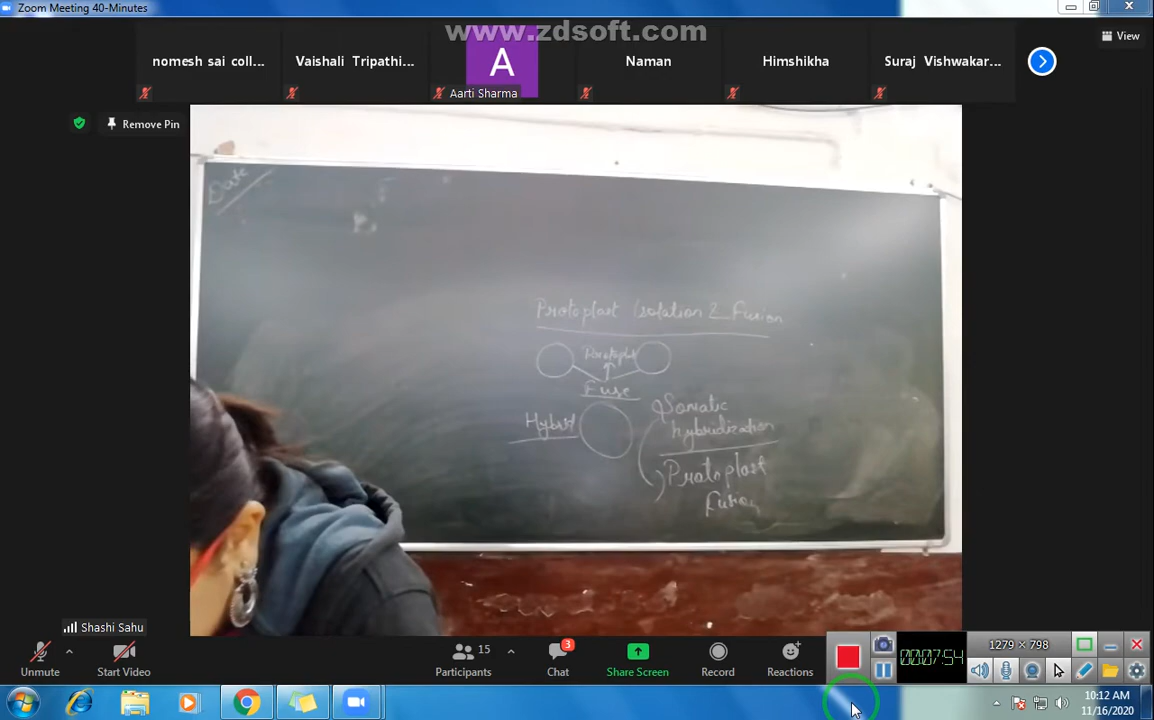 Zoom Meeting 40-Minutes
www.zdsoft.com
View
nomesh sai coll...
Vaishali Tripathi...
A
Aarti Sharma
Naman
Himshikha
Suraj Vishwakar...
Remove Pin
Date
Protoplast Isolation & Fusion
Protoplast
Fuse
Hybrid
Somatic
hybridization
Protoplast
Fusion
Shashi Sahu
Unmute
Start Video
15
Participants
3
Chat
Share Screen
Record
Reactions
00:07:54
1279 × 798
10:12 AM
11/16/2020